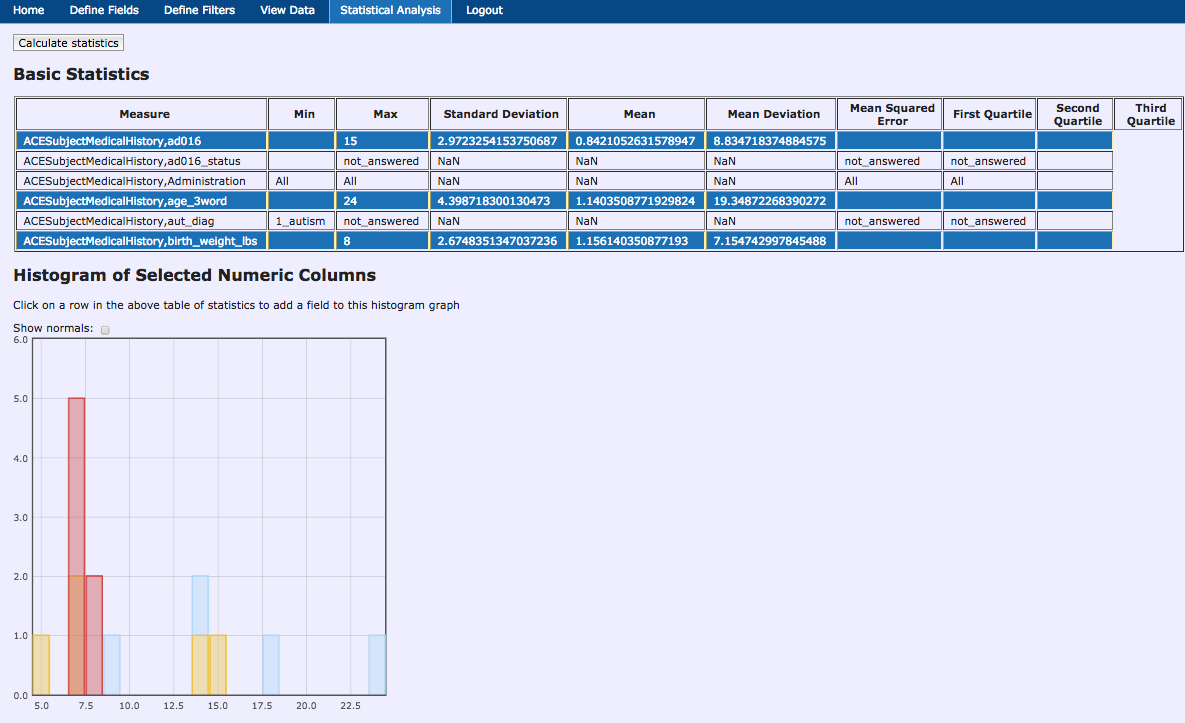 Home Define Fields Define Filters View Data Statistical Analysis Logout
Calculate statistics
Basic Statistics
Measure Min Max Standard Deviation Mean Mean Deviation Mean Squared Error First Quartile Second Quartile Third Quartile
ACESubjectMedicalHistory,ad016 15 2.9723254153750687 0.8421052631578947 8.834718374884575
ACESubjectMedicalHistory,ad016_status not_answered NaN NaN NaN not_answered not_answered
ACESubjectMedicalHistory,Administration All All NaN NaN NaN All All
ACESubjectMedicalHistory,age_3word 24 4.398718300130473 1.1403508771929824 19.34872268390272
ACESubjectMedicalHistory,aut_diag 1_autism not_answered NaN NaN NaN not_answered not_answered
ACESubjectMedicalHistory,birth_weight_lbs 8 2.6748351347037236 1.156140350877193 7.154742997845488
Histogram of Selected Numeric Columns
Click on a row in the above table of statistics to add a field to this histogram graph
Show normals:
6.0
5.0
4.0
3.0
2.0
1.0
0.0
5.0 7.5 10.0 12.5 15.0 17.5 20.0 22.5